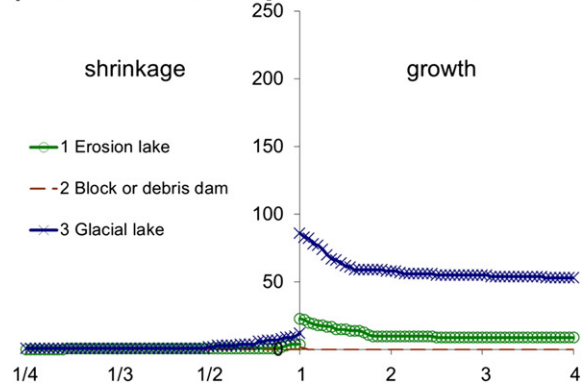 250
shrinkage
200
growth
1 Erosion lake
150
2 Block or debris dam
3 Glacial lake
100
50
0
1/4 1/3 1/2 1 2 3 4